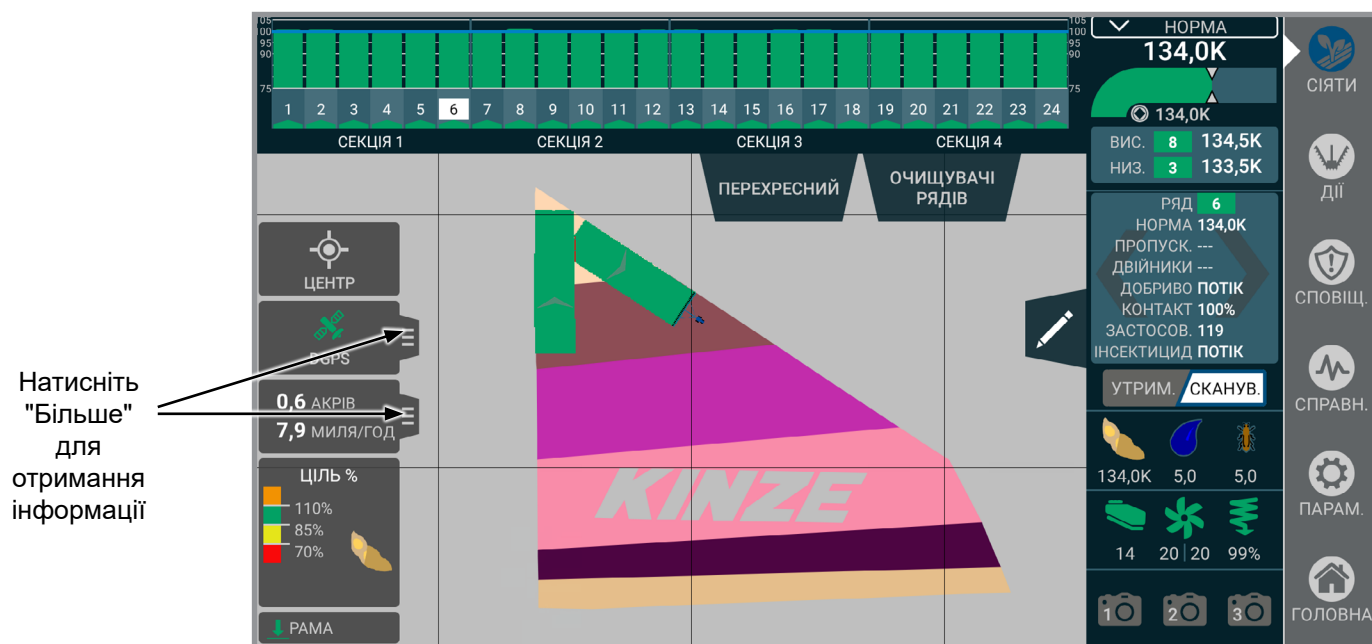 105
100
95
90
75
105
100
95
90
75
1 2 3 4 5 6 7 8 9 10 11 12 13 14 15 16 17 18 19 20 21 22 23 24
СЕКЦІЯ 1 СЕКЦІЯ 2 СЕКЦІЯ 3 СЕКЦІЯ 4
ПЕРЕХРЕСНИЙ
ОЧИЩУВАЧІ
РЯДІВ
ЦЕНТР
DGPS
0,6 АКРІВ
7,9 МИЛЯ/ГОД
ЦІЛЬ %
110%
85%
70%
РАМА
Натисніть
"Більше"
для
отримання
інформації
KINZE
НОРМА
134,0K
134,0K
ВИС. 8 134,5K
НИЗ. 3 133,5K
РЯД 6
НОРМА 134,0K
ПРОПУСК. ---
ДВІЙНИКИ ---
ДОБРИВО ПОТІК
КОНТАКТ 100%
ЗАСТОСОВ. 119
ІНСЕКТИЦИД ПОТІК
УТРИМ. СКАНУВ.
134,0K 5,0 5,0
14 20 | 20 99%
1 2 3
СІЯТИ
ДІЇ
СПОВІЩ.
СПРАВН.
ПАРАМ.
ГОЛОВНА